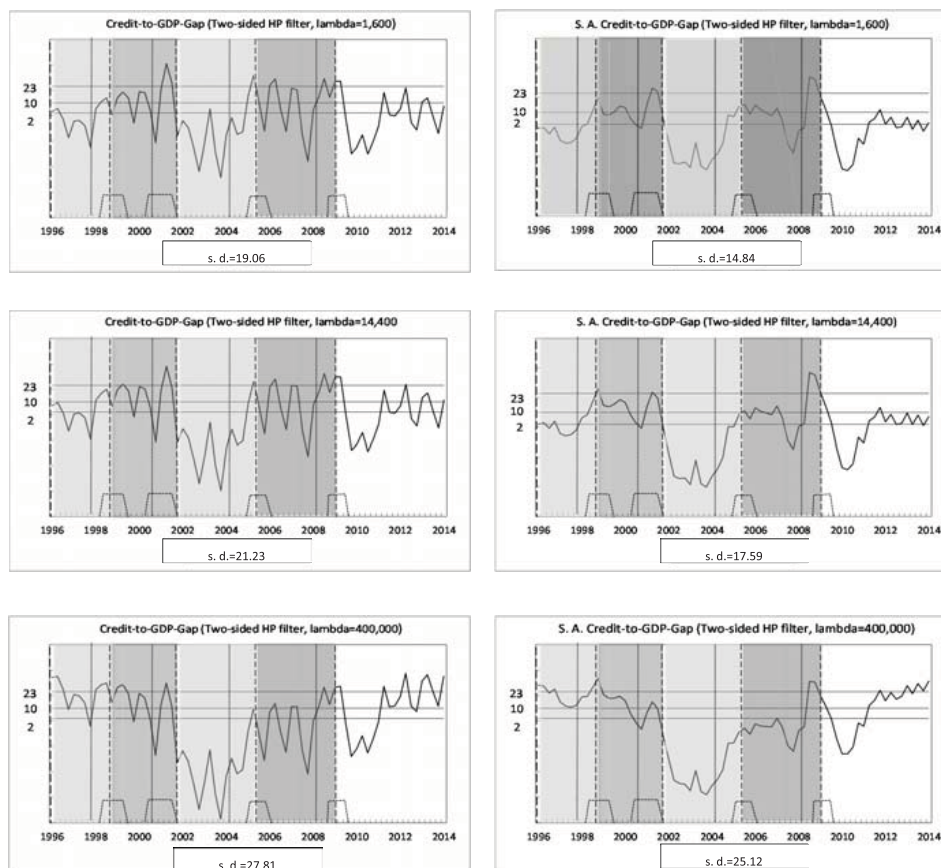 Credit-to-GDP-Gap (Two-sided HP filter, lambda=1,600)
23
10
2
1996 1998 2000 2002 2004 2006 2008 2010 2012 2014
s. d.=19.06
S. A. Credit-to-GDP-Gap (Two-sided HP filter, lambda=1,600)
23
10
2
1996 1998 2000 2002 2004 2006 2008 2010 2012 2014
s. d.=14.84
Credit-to-GDP-Gap (Two-sided HP filter, lambda=14,400
23
10
2
1996 1998 2000 2002 2004 2006 2008 2010 2012 2014
s. d.=21.23
S. A. Credit-to-GDP-Gap (Two-sided HP filter, lambda=14,400)
23
10
2
1996 1998 2000 2002 2004 2006 2008 2010 2012 2014
s. d.=17.59
Credit-to-GDP-Gap (Two-sided HP filter, lambda=400,000)
23
10
2
1996 1998 2000 2002 2004 2006 2008 2010 2012 2014
s. d.=27.81
S. A. Credit-to-GDP-Gap (Two-sided HP filter, lambda=400,000)
23
10
2
1996 1998 2000 2002 2004 2006 2008 2010 2012 2014
s. d.=25.12